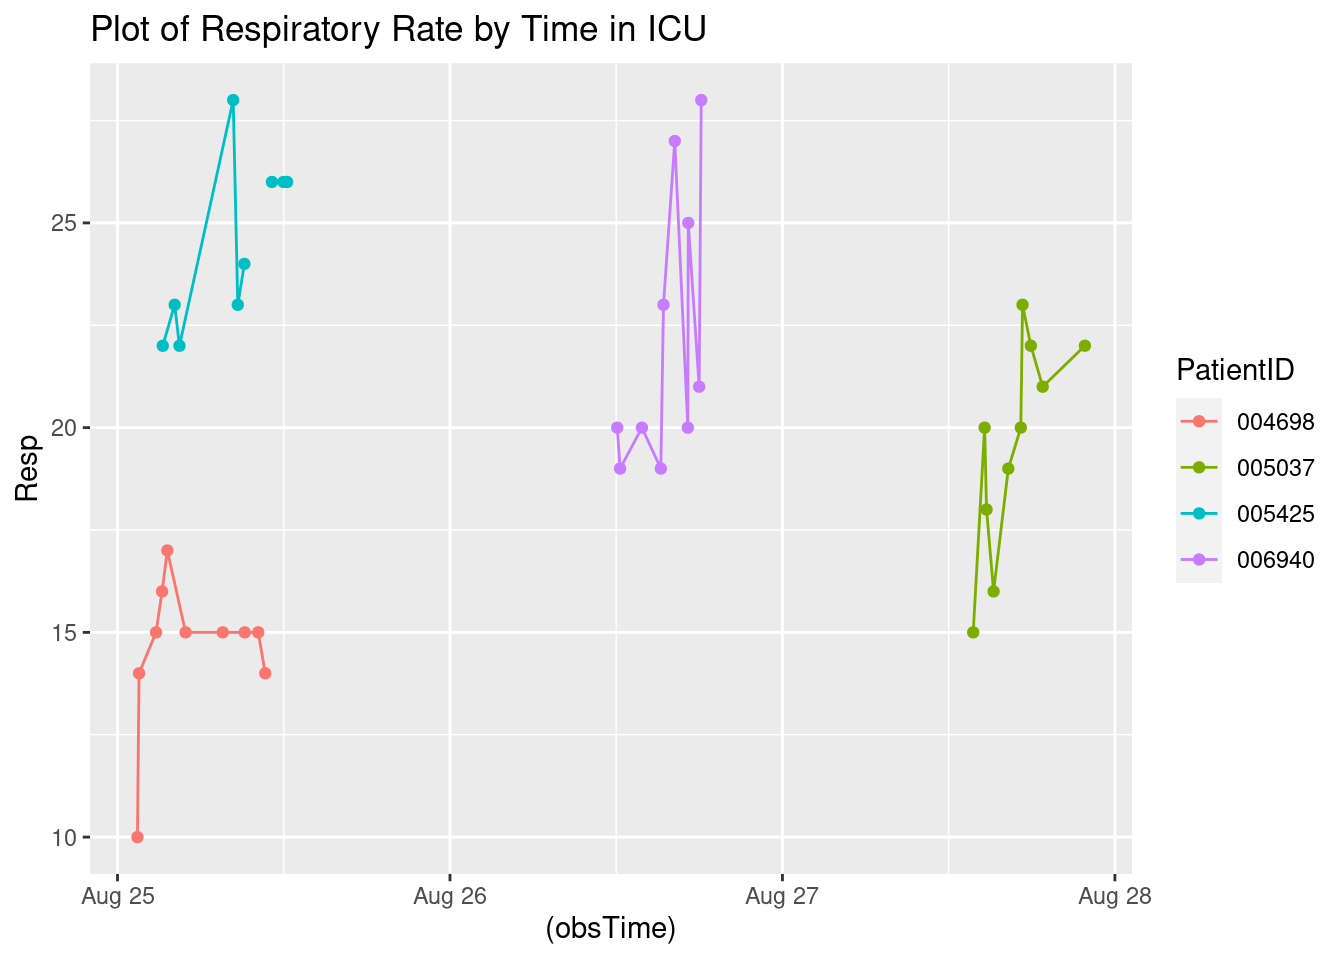 Plot of Respiratory Rate by Time in ICU
25
20
15
10
Resp
Aug 25 Aug 26 Aug 27 Aug 28
(obsTime)
PatientID
004698
005037
005425
006940